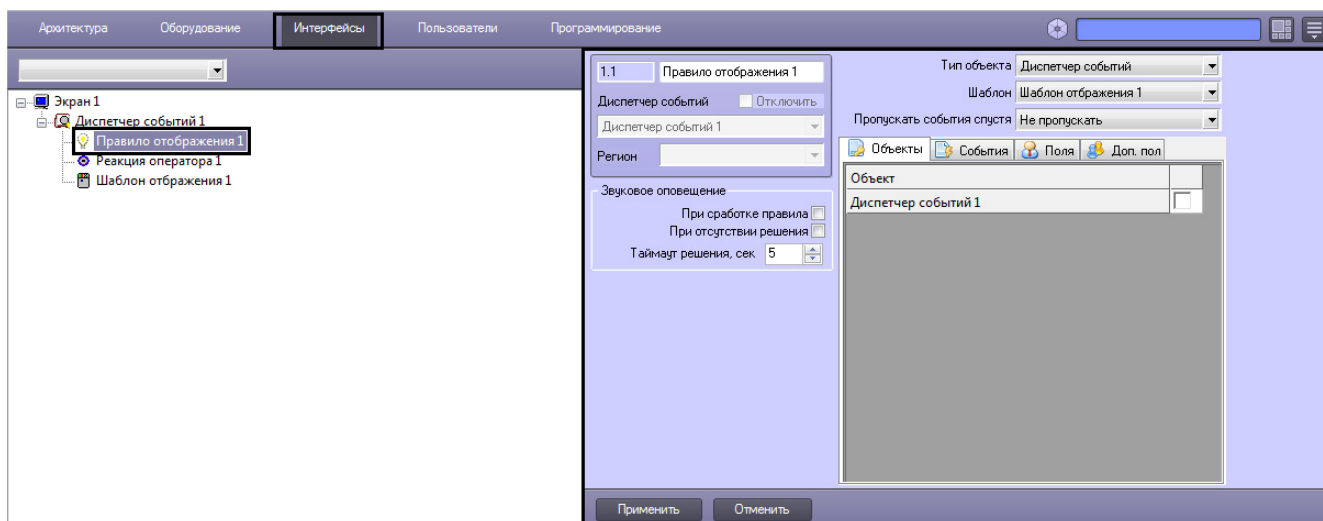 Архитектура Оборудование Интерфейсы Пользователи Программирование
Экран 1
Диспетчер событий 1
Правило отображения 1
Реакция оператора 1
Шаблон отбражения 1
1.1 Правило отображения 1
Диспетчер событий Отключить
Диспетчер событий 1
Регион
Звуковое оповещение
При сработке правила
При отсутствии решения
Таймаут решения, сек 5
Тип объекта Диспетчер событий
Шаблон Шаблон отбражения 1
Пропускать события спустя Не пропускать
Объекты События Поля Доп. пол
Объект
Диспетчер событий 1
Применить Отменить